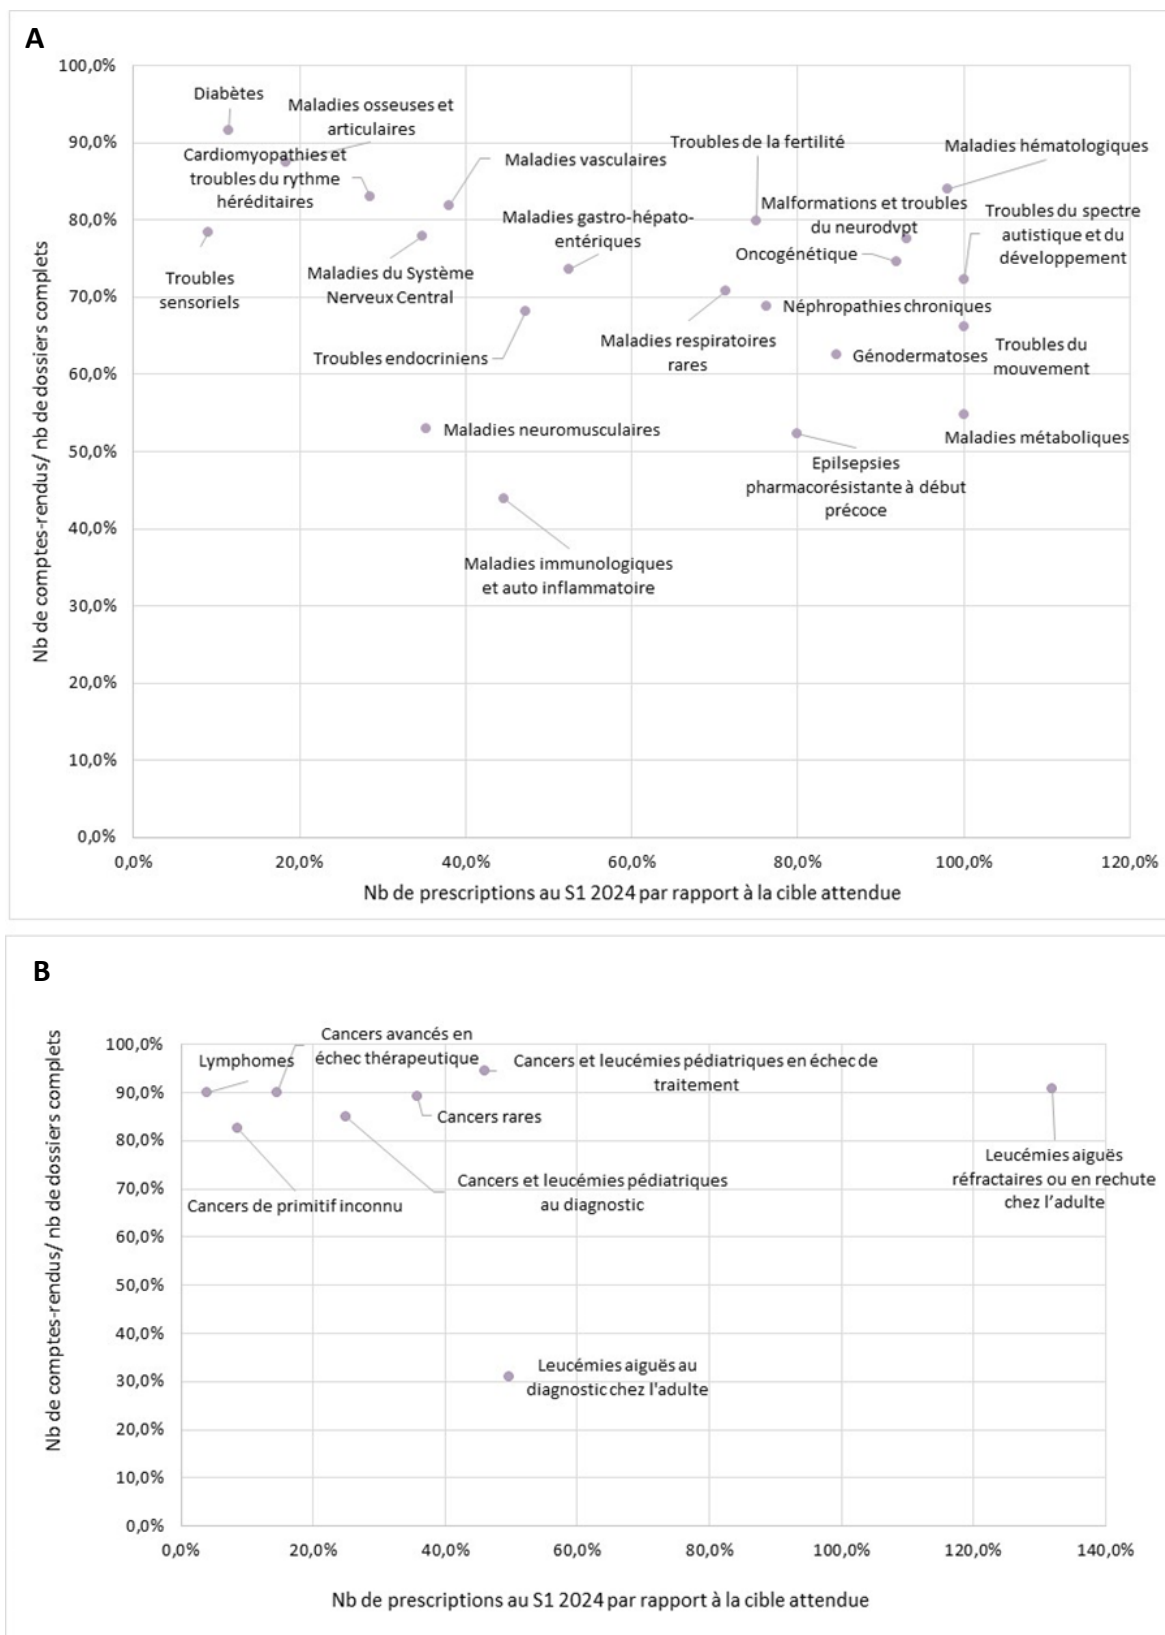 A
100,0%
90,0%
80,0%
70,0%
60,0%
50,0%
40,0%
30,0%
20,0%
10,0%
0,0%
Nb de comptes-rendus/ nb de dossiers complets
Diabètes
Maladies osseuses et
articulaires
Cardiomyopathies et
troubles du rythme
héréditaires
Maladies vasculaires
Troubles de la fertilité
Maladies hématologiques
Malformations et troubles
du neurodvpt
Troubles du spectre
autistique et du
développement
Maladies gastro-hépato-
entériques
Oncogénétique
Troubles
sensoriels
Maladies du Système
Nerveux Central
Néphropathies chroniques
Maladies respiratoires
rares
Troubles endocriniens
Génodermatoses
Troubles du
mouvement
Maladies neuromusculaires
Maladies métaboliques
Epilsepsies
pharmacorésistante à début
précoce
Maladies immunologiques
et auto inflammatoire
0,0%
20,0%
40,0%
60,0%
80,0%
100,0%
120,0%
Nb de prescriptions au S1 2024 par rapport à la cible attendue
B
100,0%
90,0%
80,0%
70,0%
60,0%
50,0%
40,0%
30,0%
20,0%
10,0%
0,0%
Nb de comptes-rendus/ nb de dossiers complets
Lymphomes
Cancers avancés en
échec thérapeutique
Cancers et leucémies pédiatriques en échec de
traitement
Cancers rares
Cancers de primitif inconnu
Cancers et leucémies pédiatriques
au diagnostic
Leucémies aiguës
réfractaires ou en rechute
chez l’adulte
Leucémies aiguës au
diagnostic chez l'adulte
0,0%
20,0%
40,0%
60,0%
80,0%
100,0%
120,0%
140,0%
Nb de prescriptions au S1 2024 par rapport à la cible attendue